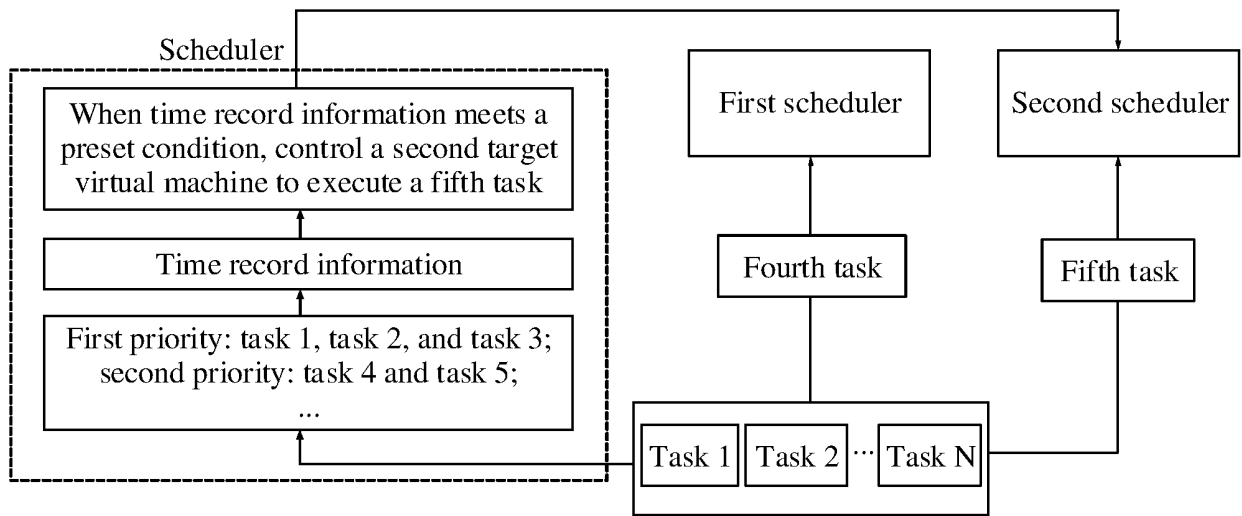 Scheduler
When time record information meets a
preset condition, control a second target
virtual machine to execute a fifth task
Time record information
First priority: task 1, task 2, and task 3;
second priority: task 4 and task 5;
...
First scheduler
Second scheduler
Fourth task
Fifth task
Task 1 Task 2 ... Task N